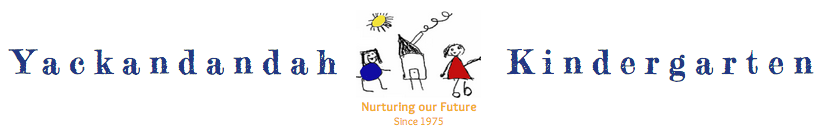 Yackandandah Kindergarten
Nurturing our Future
Since 1975